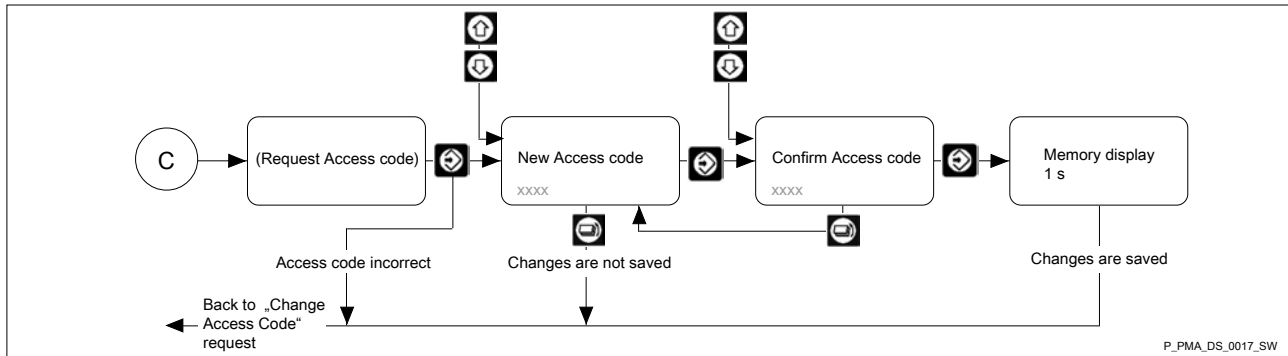 C
(Request Access code)
New Access code
xxxx
Confirm Access code
xxxx
Memory display
1 s
Access code incorrect
Changes are not saved
Changes are saved
Back to „Change
Access Code“
request
P_PMA_DS_0017_SW